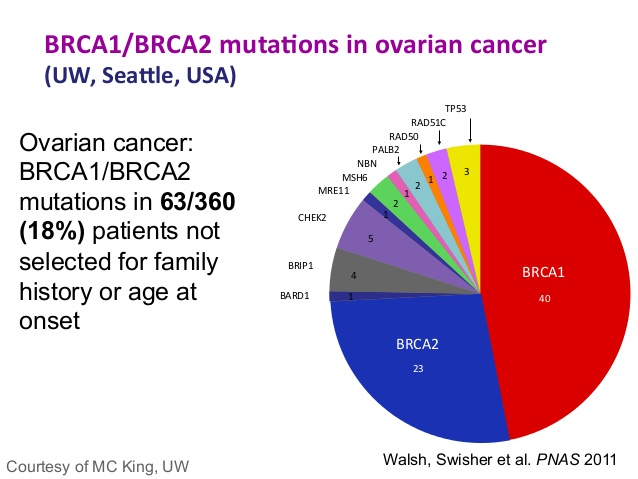 BRCA1/BRCA2 mutations in ovarian cancer
(UW, Seattle, USA)
Ovarian cancer:
BRCA1/BRCA2
mutations in 63/360
(18%) patients not
selected for family
history or age at
onset
TP53
RAD51C
RAD50
PALB2
NBN
MSH6
MRE11
CHEK2
BRIP1
BARD1
3
2
1
2
1
2
1
5
4
1
BRCA1
40
BRCA2
23
Courtesy of MC King, UW
Walsh, Swisher et al. PNAS 2011